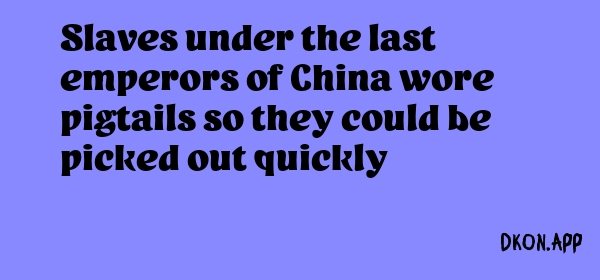 Slaves under the last
emperors of China wore
pigtails so they could be
picked out quickly
DKON.APP